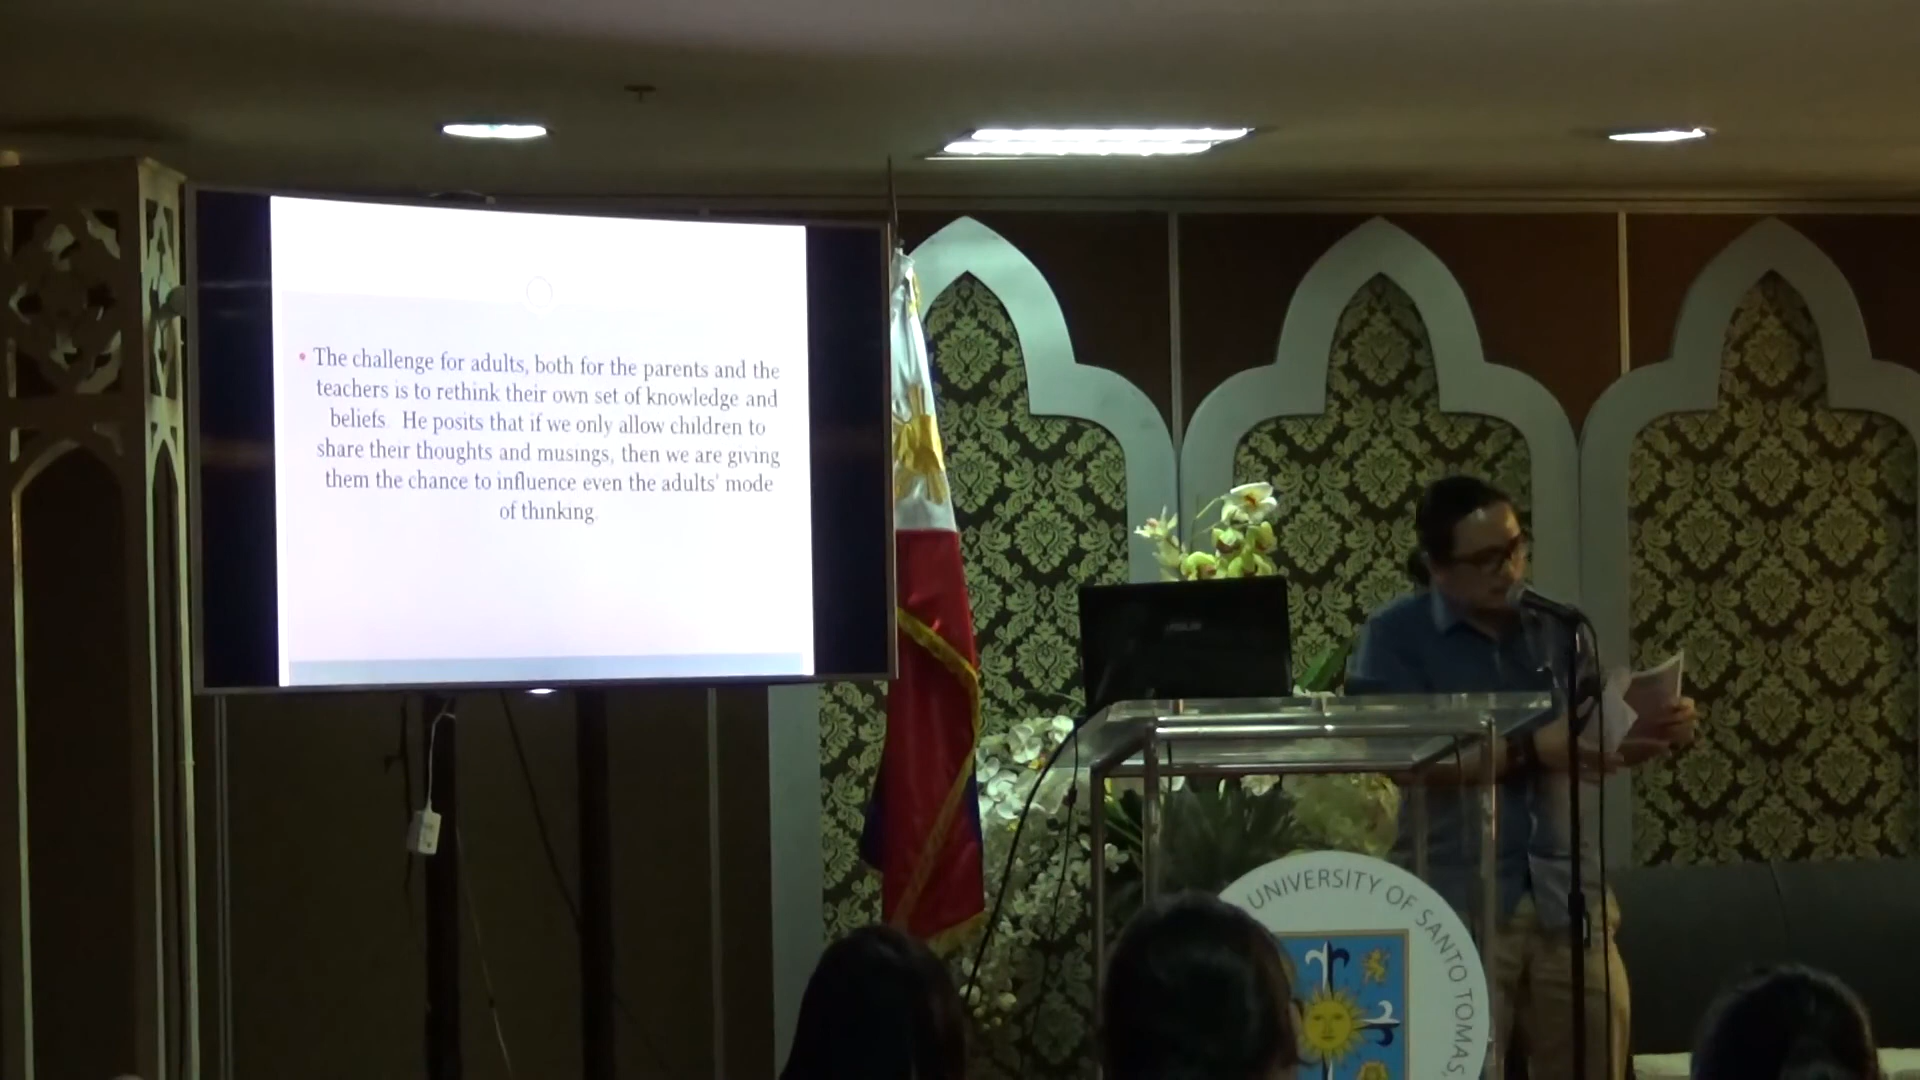 The challenge for adults, both for the parents and the
teachers is to rethink their own set of knowledge and
beliefs. He posits that if we only allow children to
share their thoughts and musings, then we are giving
them the chance to influence even the adults' mode
of thinking.
UNIVERSITY OF SANTO TOMAS,